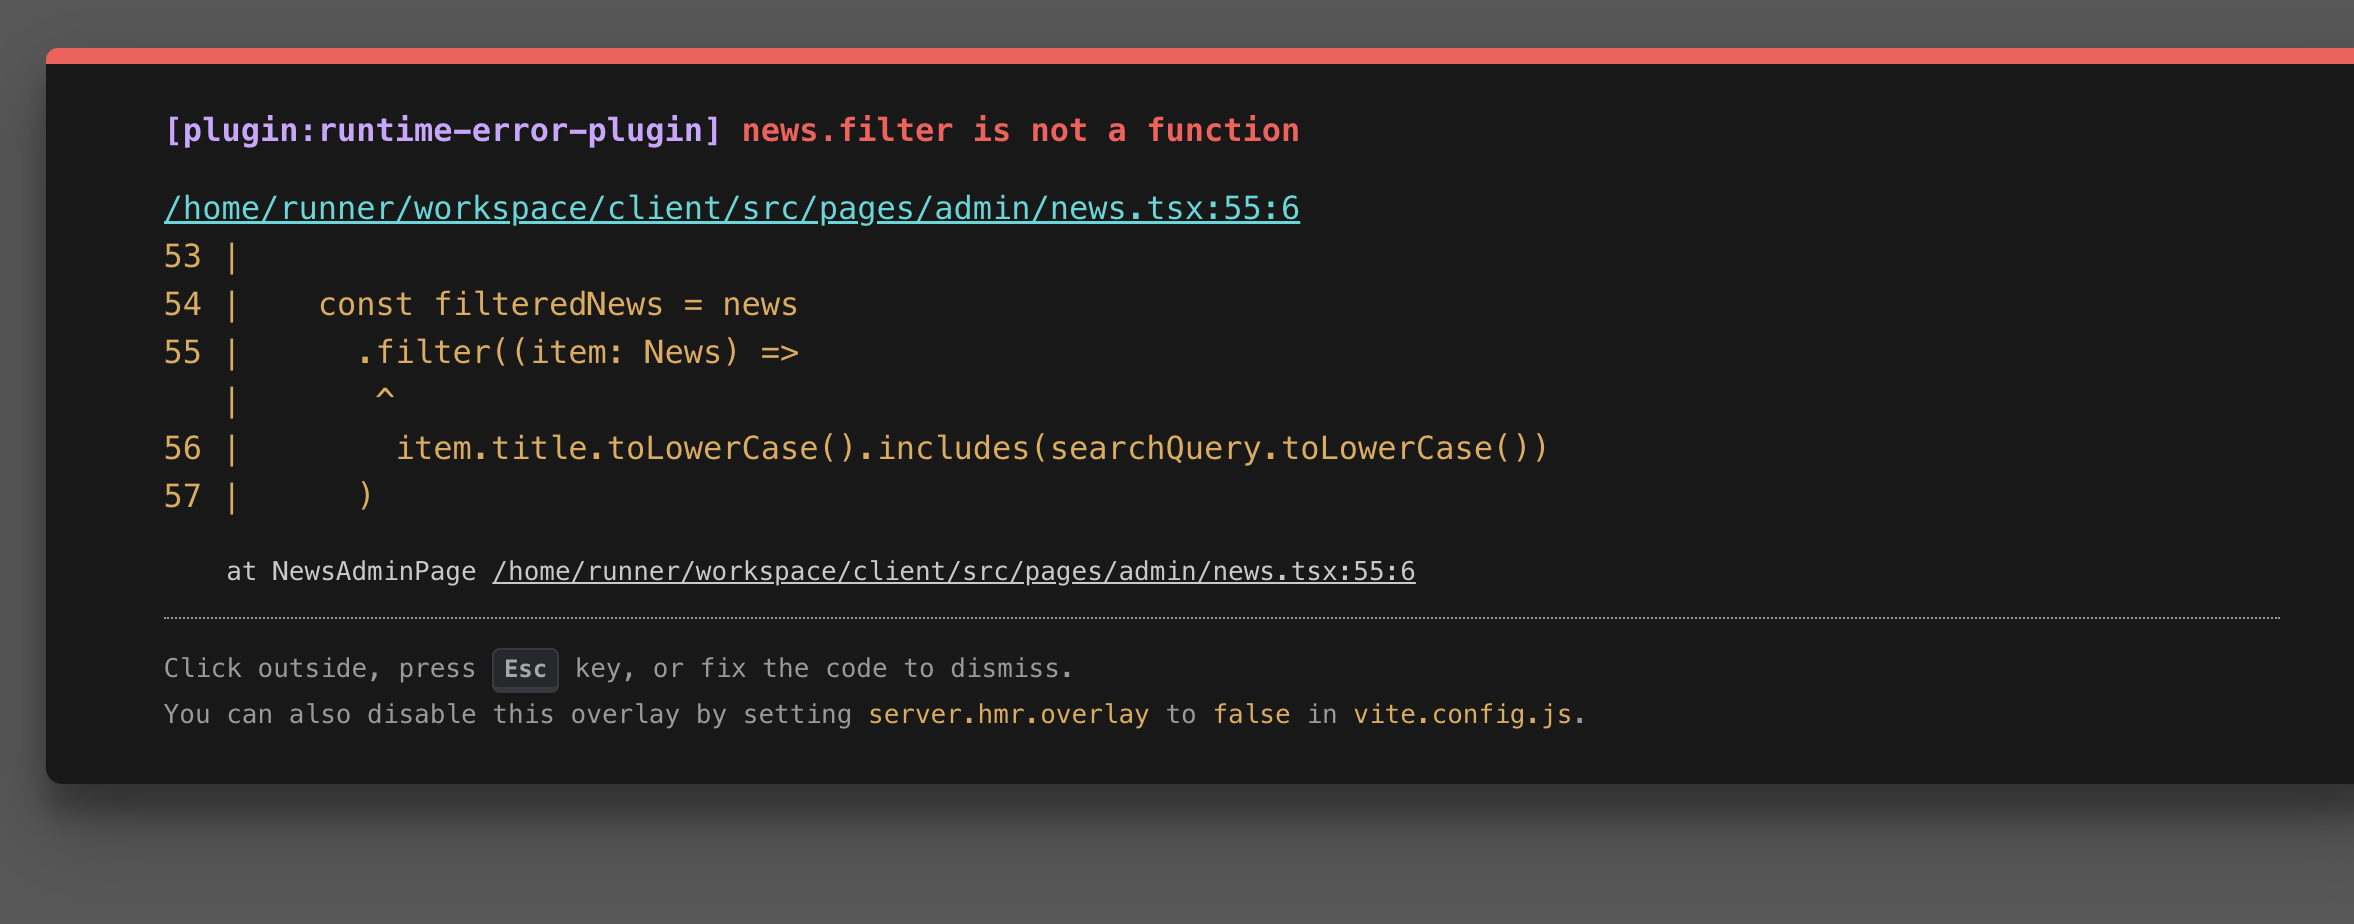 [plugin:runtime-error-plugin] news.filter is not a function
/home/runner/workspace/client/src/pages/admin/news.tsx:55:6
53 |
54 |    const filteredNews = news
55 |      .filter((item: News) =>
   |       ^
56 |        item.title.toLowerCase().includes(searchQuery.toLowerCase())
57 |      )
    at NewsAdminPage /home/runner/workspace/client/src/pages/admin/news.tsx:55:6
Click outside, press Esc key, or fix the code to dismiss.
You can also disable this overlay by setting server.hmr.overlay to false in vite.config.js.